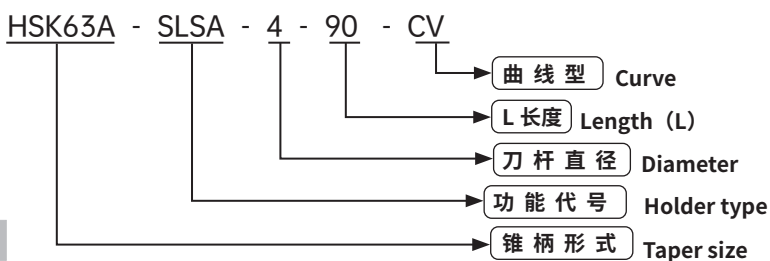 HSK63A - SLSA - 4 - 90 - CV
曲线型 Curve
L 长度 Length（L）
刀杆直径 Diameter
功能代号 Holder type
锥柄形式 Taper size